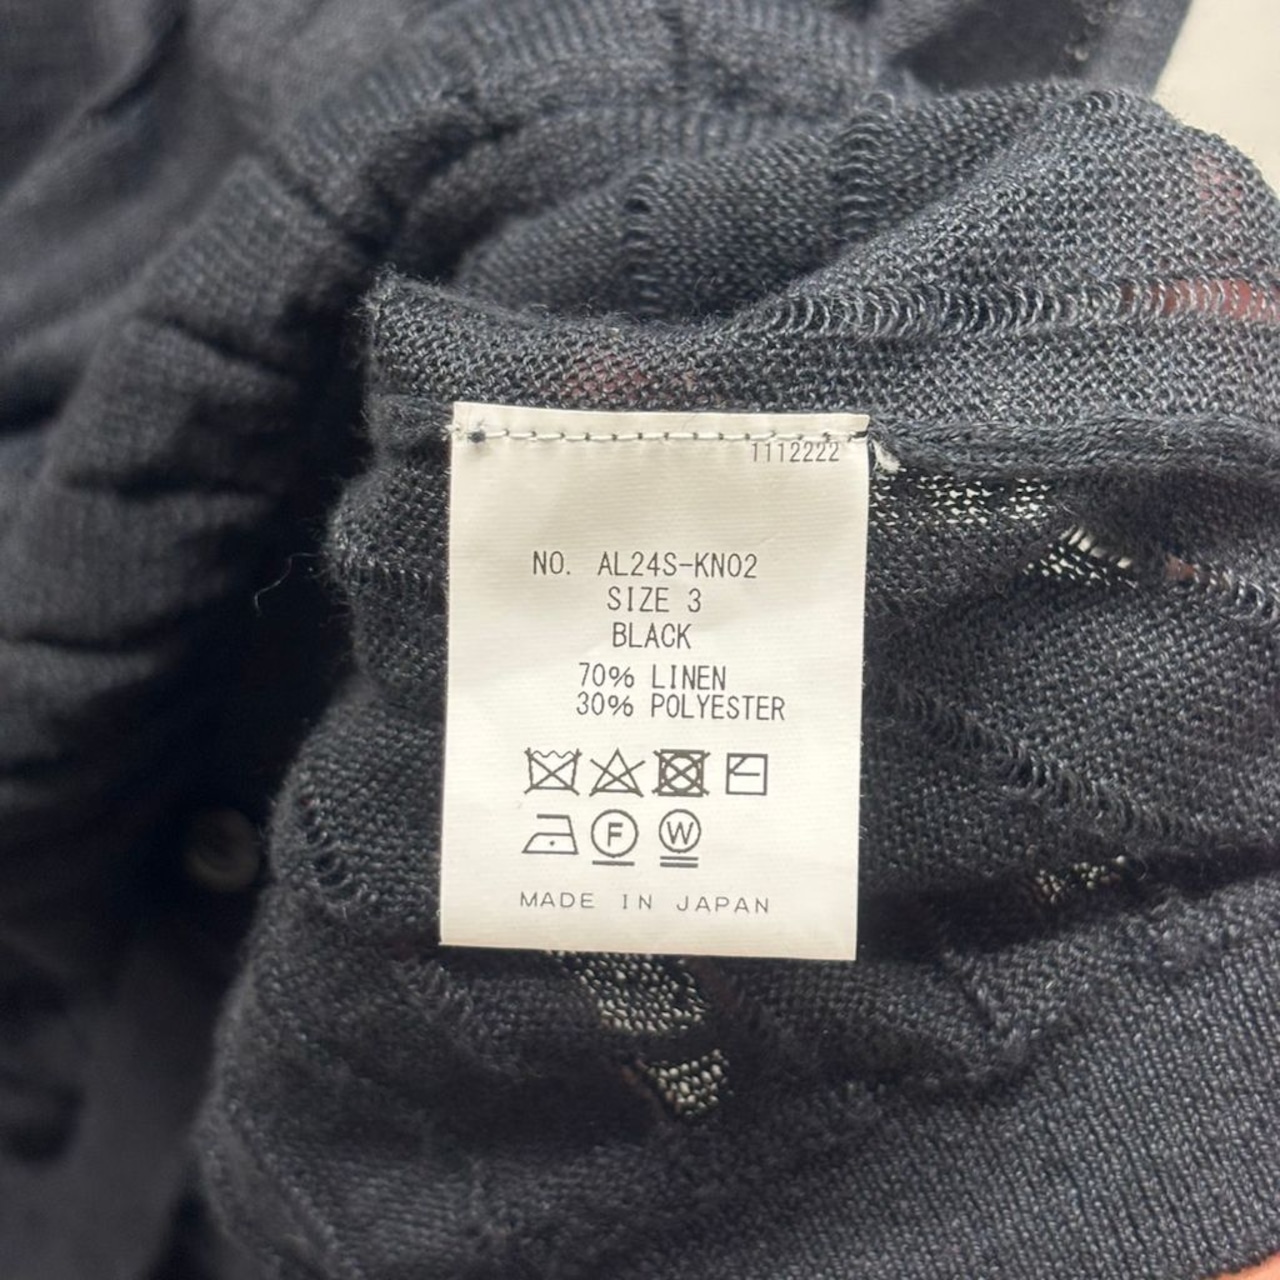 1112222
NO. AL24S-KN02
SIZE 3
BLACK
70% LINEN
30% POLYESTER
F W
MADE IN JAPAN